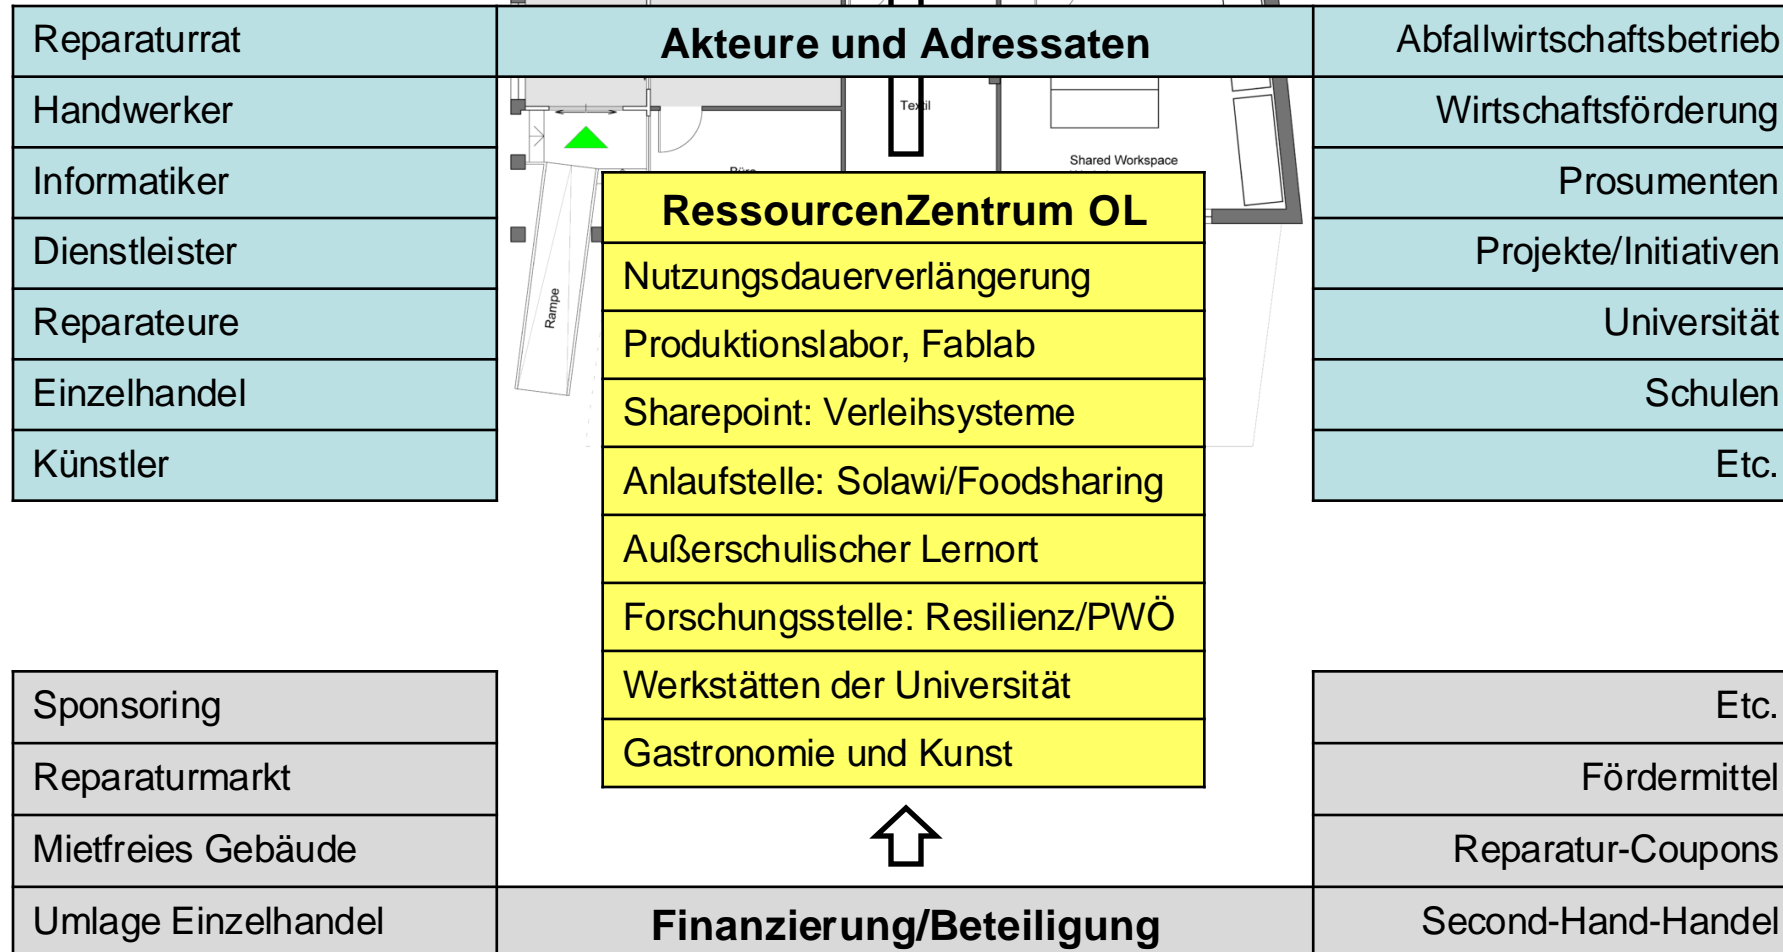 Reparaturrat
Akteure und Adressaten
Abfallwirtschaftsbetrieb
Handwerker
Informatiker
Dienstleister
Reparateure
Einzelhandel
Künstler
Wirtschaftsförderung
Prosumenten
Projekte/Initiativen
Universität
Schulen
Etc.
Textil
Shared Workspace
Rampe
RessourcenZentrum OL
Nutzungsdauerverlängerung
Produktionslabor, Fablab
Sharepoint: Verleihsysteme
Anlaufstelle: Solawi/Foodsharing
Außerschulischer Lernort
Forschungsstelle: Resilienz/PWÖ
Werkstätten der Universität
Gastronomie und Kunst
Sponsoring
Reparaturmarkt
Mietfreies Gebäude
Umlage Einzelhandel
Finanzierung/Beteiligung
Etc.
Fördermittel
Reparatur-Coupons
Second-Hand-Handel